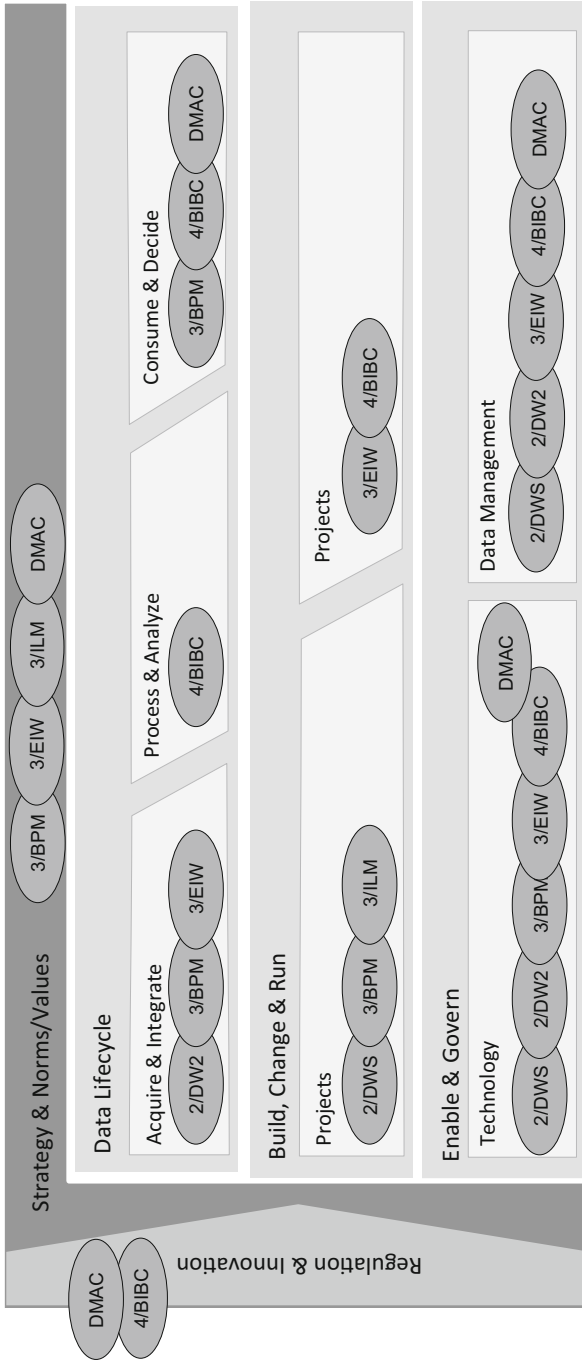 Strategy & Norms/Values
3/BPM
3/EIW
3/ILM
DMAC
DMAC
4/BIBC
Regulation & Innovation
Data Lifecycle
Acquire & Integrate
2/DW2
3/BPM
3/EIW
Process & Analyze
4/BIBC
Consume & Decide
3/BPM
4/BIBC
DMAC
Build, Change & Run
Projects
2/DWS
3/BPM
3/ILM
Projects
3/EIW
4/BIBC
Enable & Govern
Technology
2/DWS
2/DW2
3/BPM
3/EIW
4/BIBC
DMAC
Data Management
2/DWS
2/DW2
3/EIW
4/BIBC
DMAC